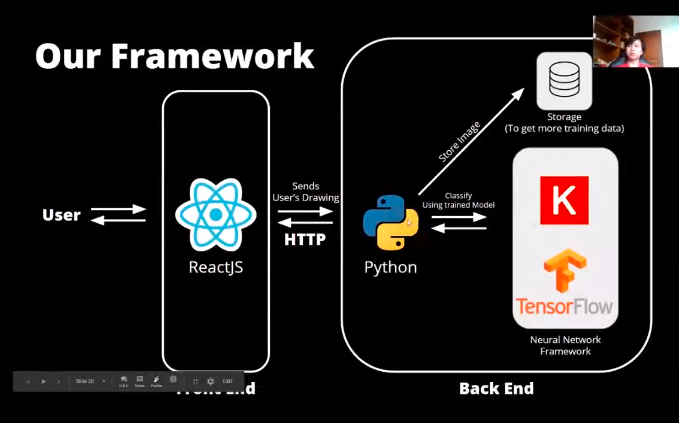 Our Framework
Storage
(To get more training data)
Store Image
Sends
User's Drawing
Classify
Using trained Model
User
HTTP
K
ReactJS
Python
TensorFlow
Neural Network
Framework
Slide 20
Front End
Back End